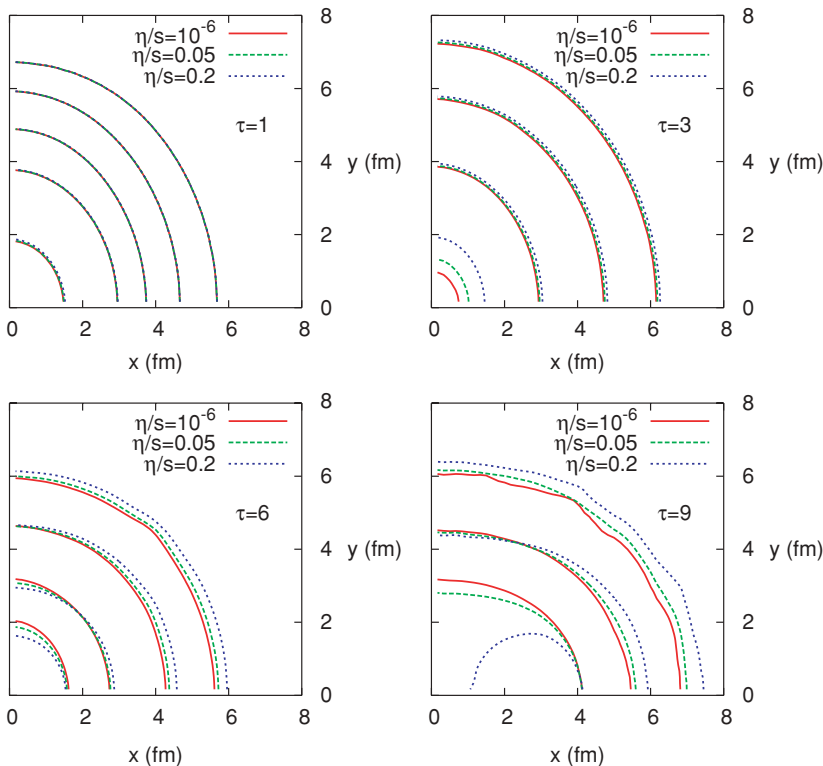 η/s=10⁻⁶
η/s=0.05
η/s=0.2
τ=1
8
6
4
2
0
y (fm)
0 2 4 6 8
x (fm)
η/s=10⁻⁶
η/s=0.05
η/s=0.2
τ=3
8
6
4
2
0
y (fm)
0 2 4 6 8
x (fm)
η/s=10⁻⁶
η/s=0.05
η/s=0.2
τ=6
8
6
4
2
0
y (fm)
0 2 4 6 8
x (fm)
η/s=10⁻⁶
η/s=0.05
η/s=0.2
τ=9
8
6
4
2
0
y (fm)
0 2 4 6 8
x (fm)